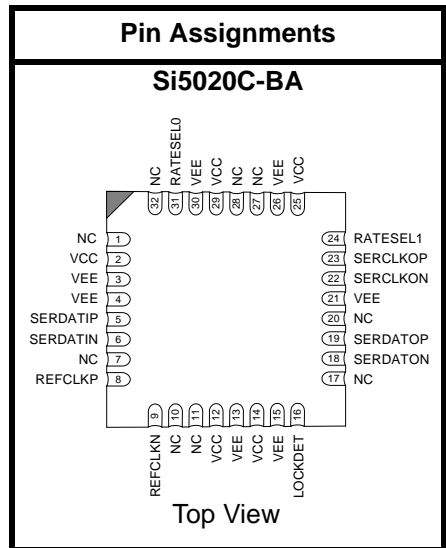 Pin Assignments
Si5020C-BA
NC RATESEL0 VEE VCC NC NC VEE VCC
32 31 30 29 28 27 26 25
NC 1
VCC 2
VEE 3
VEE 4
SERDATIP 5
SERDATIN 6
NC 7
REFCLKP 8
24 RATESEL1
23 SERCLKOP
22 SERCLKON
21 VEE
20 NC
19 SERDATOP
18 SERDATON
17 NC
9 10 11 12 13 14 15 16
REFCLKN NC NC VCC VEE VCC VEE LOCKDET
Top View